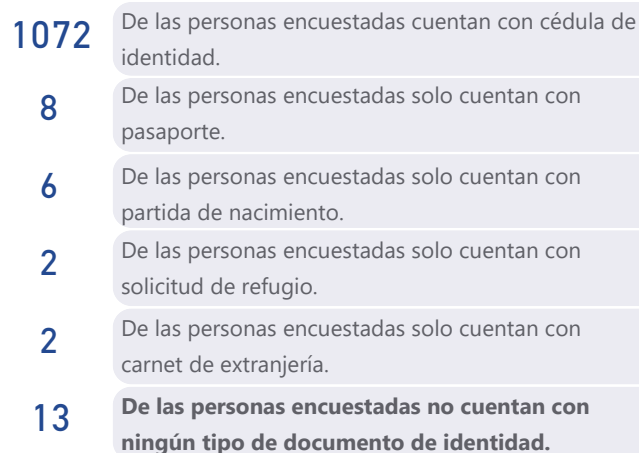 1072
De las personas encuestadas cuentan con cédula de
identidad.
8
De las personas encuestadas solo cuentan con
pasaporte.
6
De las personas encuestadas solo cuentan con
partida de nacimiento.
2
De las personas encuestadas solo cuentan con
solicitud de refugio.
2
De las personas encuestadas solo cuentan con
carnet de extranjería.
13
De las personas encuestadas no cuentan con
ningún tipo de documento de identidad.